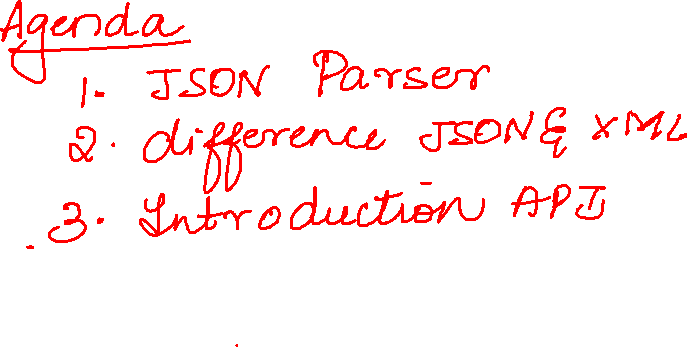 Agenda
1. JSON Parser
2. difference JSON & XML
3. Introduction API